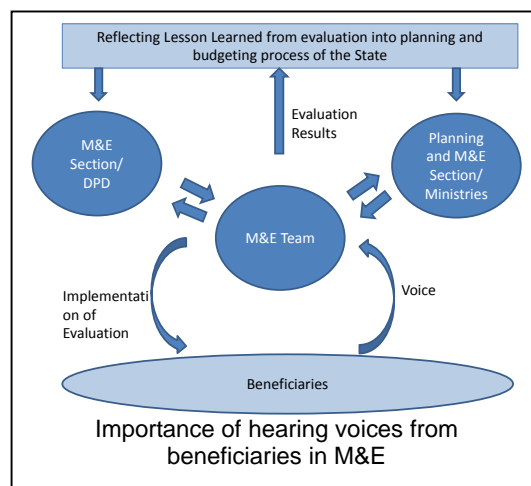 Reflecting Lesson Learned from evaluation into planning and
budgeting process of the State
Evaluation
Results
M&E
Section/
DPD
Planning
and M&E
Section/
Ministries
M&E Team
Implementati
on of
Evaluation
Voice
Beneficiaries
Importance of hearing voices from
beneficiaries in M&E